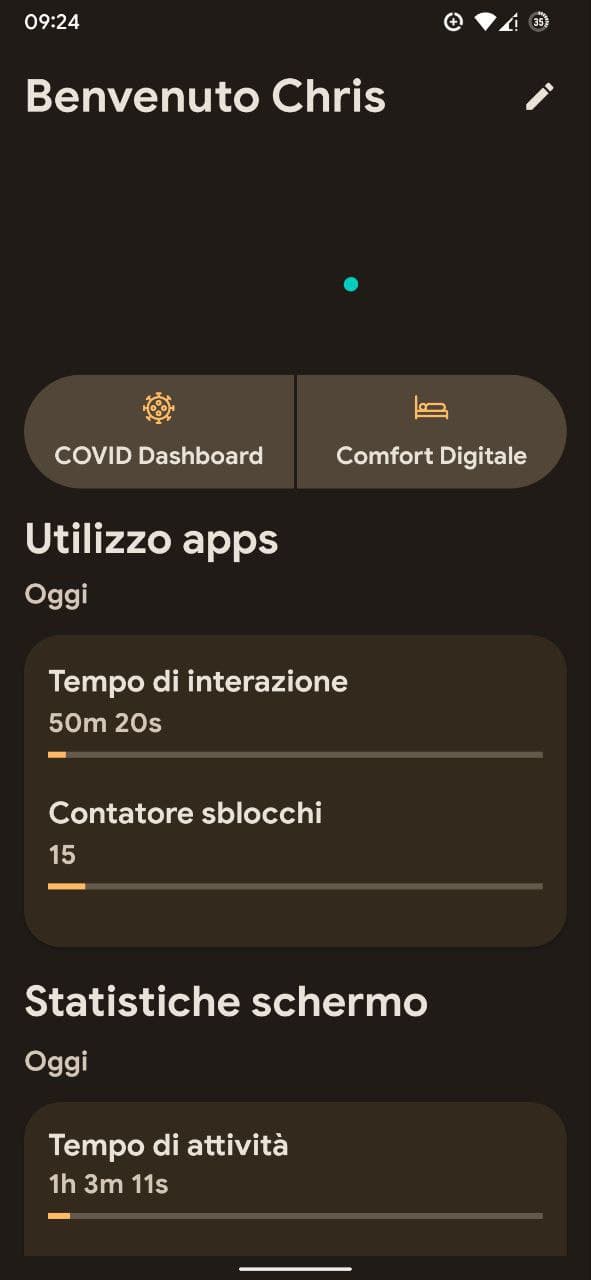 09:24
35
Benvenuto Chris
COVID Dashboard
Comfort Digitale
Utilizzo apps
Oggi
Tempo di interazione
50m 20s
Contatore sblocchi
15
Statistiche schermo
Oggi
Tempo di attività
1h 3m 11s